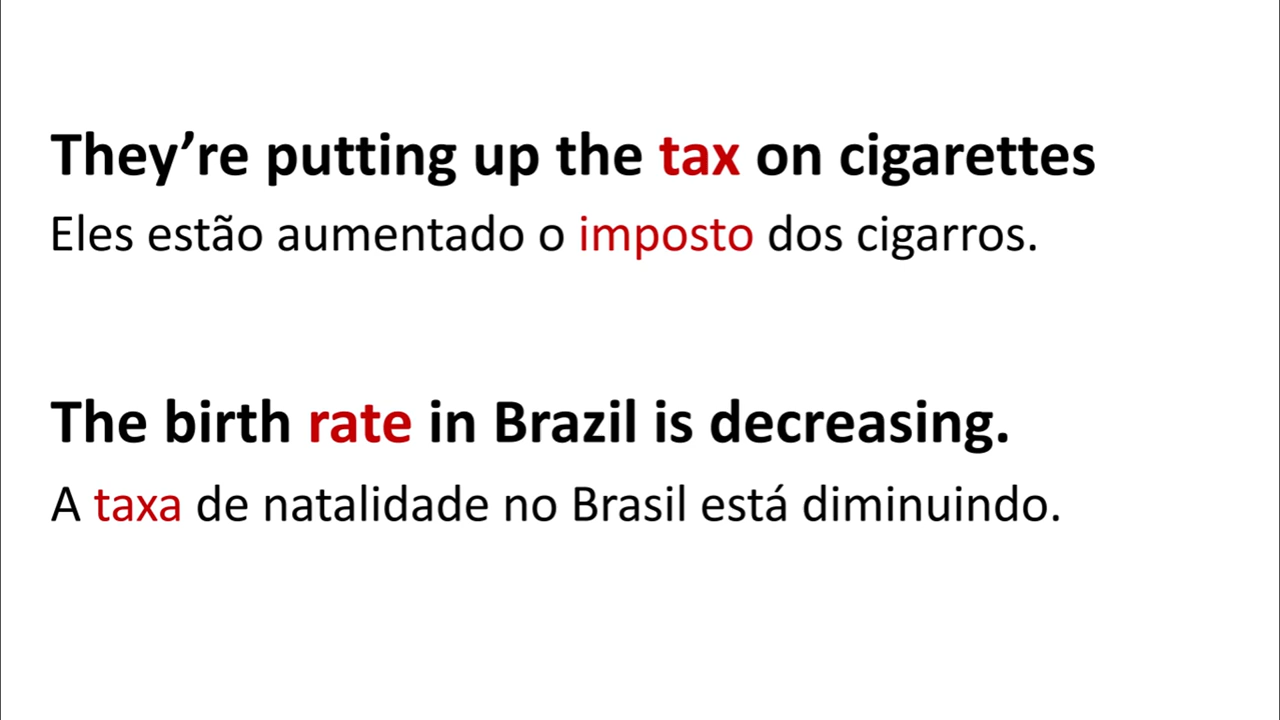 They’re putting up the tax on cigarettes
Eles estão aumentado o imposto dos cigarros.
The birth rate in Brazil is decreasing.
A taxa de natalidade no Brasil está diminuindo.